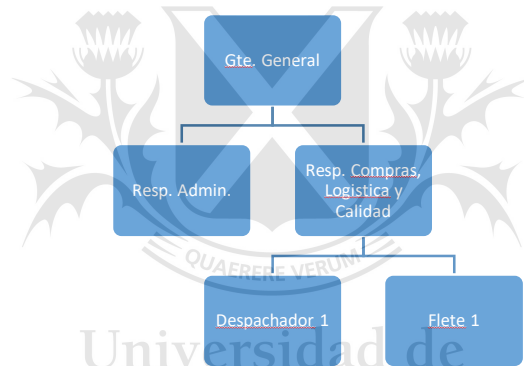 Gte. General
Resp. Admin.
Resp. Compras,
Logistica y
Calidad
QUAERERE VERUM
Despachador 1
Flete 1
Universidad de